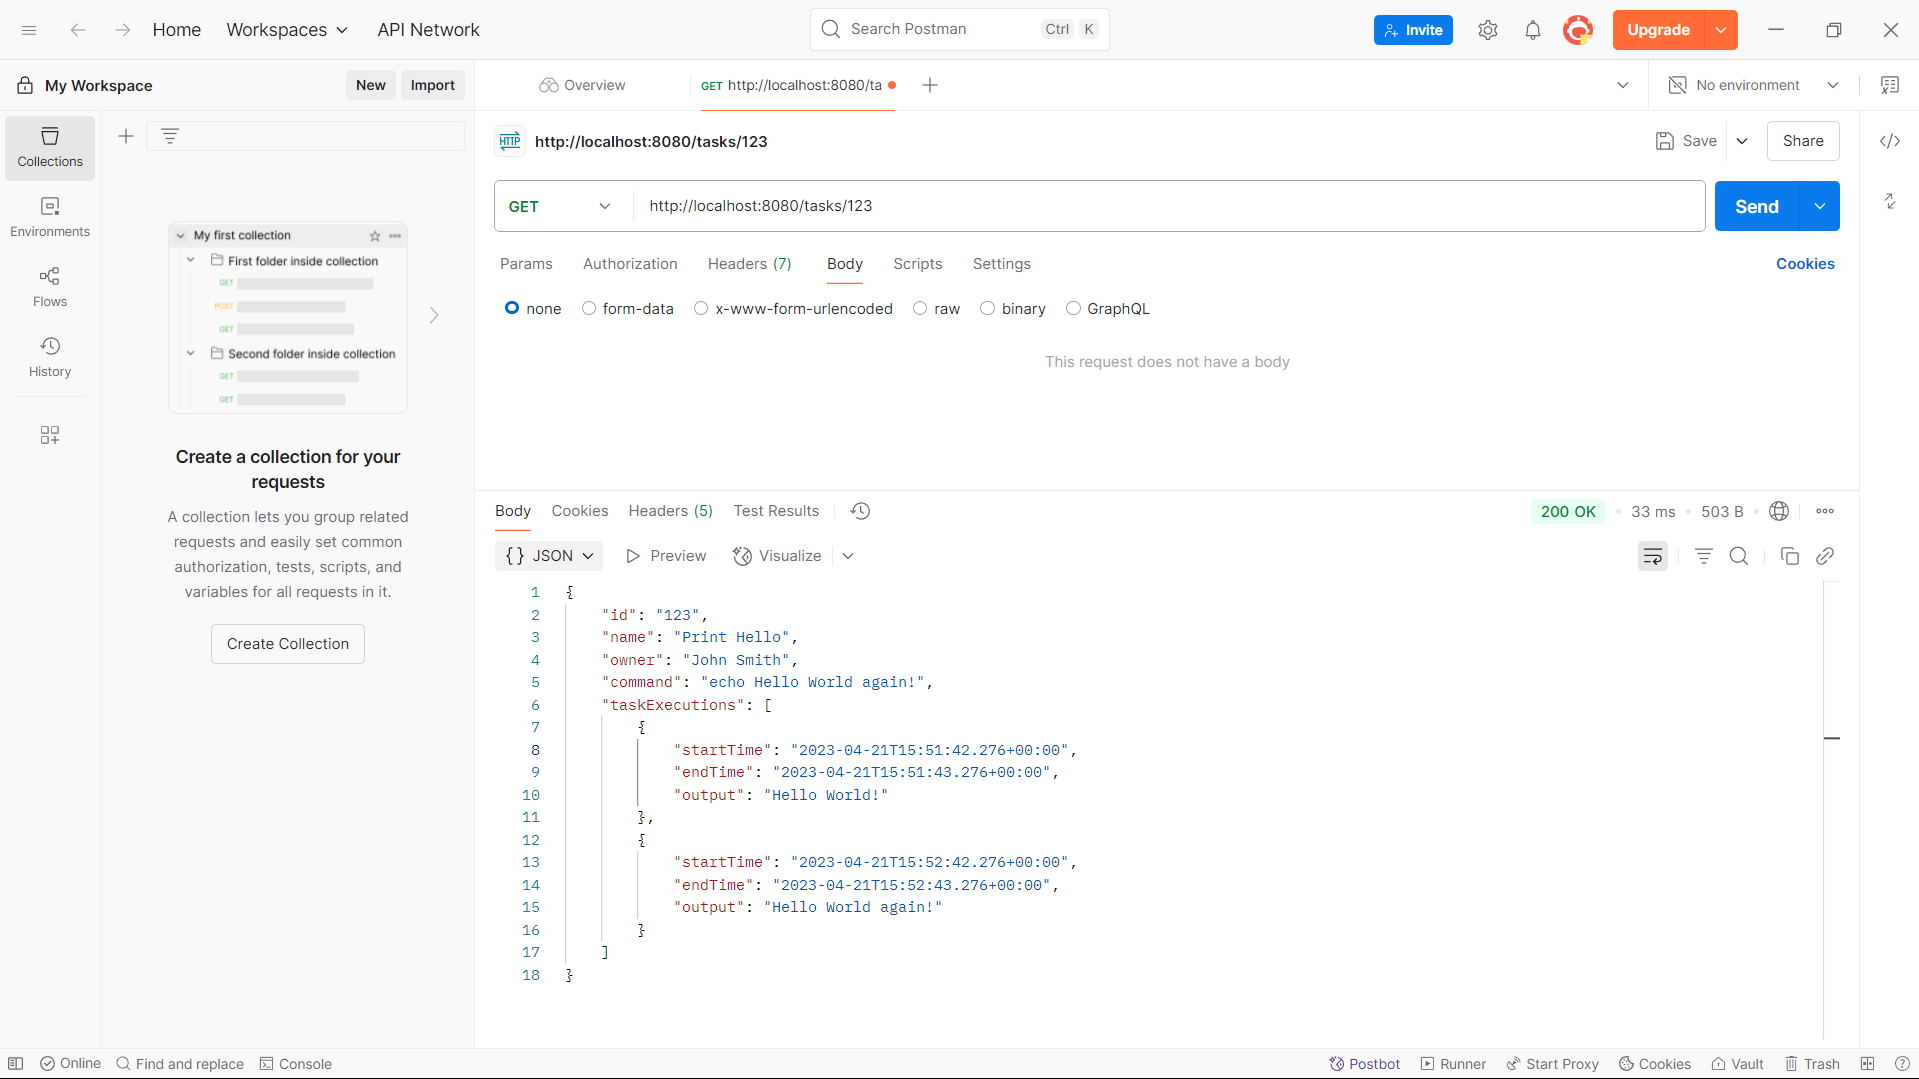 Home Workspaces API Network Search Postman Ctrl K Invite Upgrade
My Workspace New Import Overview GET http://localhost:8080/ta No environment
Collections
Environments
Flows
History
My first collection
First folder inside collection
GET
POST
GET
Second folder inside collection
GET
GET
Create a collection for your
requests
A collection lets you group related
requests and easily set common
authorization, tests, scripts, and
variables for all requests in it.
Create Collection
HTTP http://localhost:8080/tasks/123 Save Share
GET http://localhost:8080/tasks/123 Send
Params Authorization Headers (7) Body Scripts Settings Cookies
none form-data x-www-form-urlencoded raw binary GraphQL
This request does not have a body
Body Cookies Headers (5) Test Results 200 OK 33 ms 503 B
{} JSON Preview Visualize
1 {
2 "id": "123",
3 "name": "Print Hello",
4 "owner": "John Smith",
5 "command": "echo Hello World again!",
6 "taskExecutions": [
7 {
8 "startTime": "2023-04-21T15:51:42.276+00:00",
9 "endTime": "2023-04-21T15:51:43.276+00:00",
10 "output": "Hello World!"
11 },
12 {
13 "startTime": "2023-04-21T15:52:42.276+00:00",
14 "endTime": "2023-04-21T15:52:43.276+00:00",
15 "output": "Hello World again!"
16 }
17 ]
18 }
Online Find and replace Console Postbot Runner Start Proxy Cookies Vault Trash